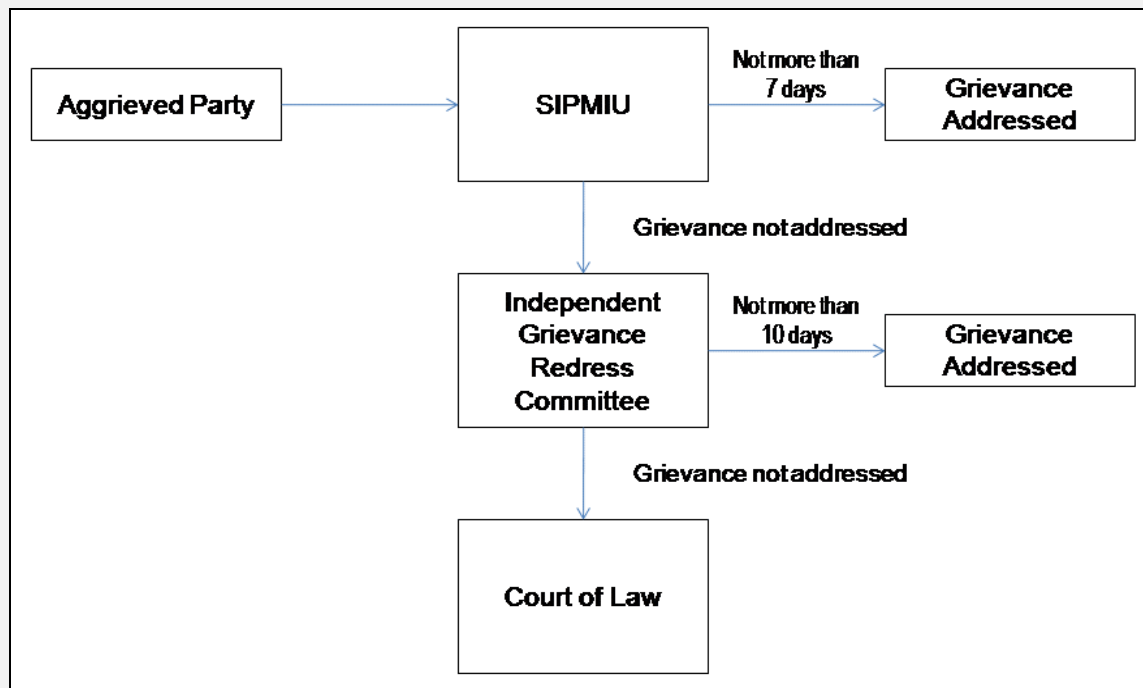 Aggrieved Party
SIPMIU
Not more than
7 days
Grievance
Addressed
Grievance not addressed
Independent
Grievance
Redress
Committee
Not more than
10 days
Grievance
Addressed
Grievance not addressed
Court of Law